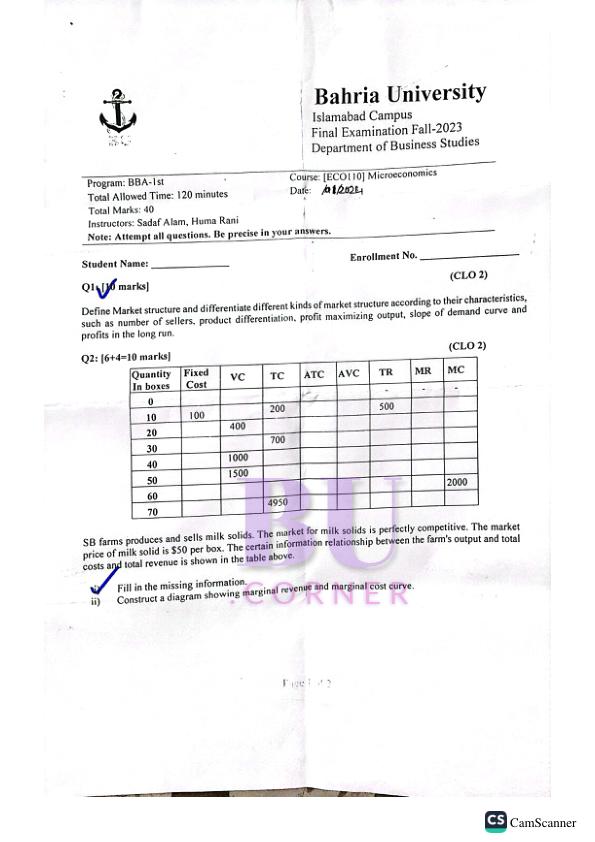 Bahria University
Islamabad Campus
Final Examination Fall-2023
Department of Business Studies
Program: BBA-1st
Course: [ECO110] Microeconomics
Total Allowed Time: 120 minutes
Date:
Total Marks: 40
Instructors: Sadaf Alam, Huma Rani
Note: Attempt all questions. Be precise in your answers.
Student Name: ____________
Enrollment No. ____________
(CLO 2)
Q1: [10 marks]
Define Market structure and differentiate different kinds of market structure according to their characteristics,
such as number of sellers, product differentiation, profit maximizing output, slope of demand curve and
profits in the long run.
(CLO 2)
Q2: [6+4=10 marks]
Quantity In boxes Fixed Cost VC TC ATC AVC TR MR MC
0 - - -
10 100 200 500
20 400
30 700
40 1000
50 1500
60 2000
70 4950
SB farms produces and sells milk solids. The market for milk solids is perfectly competitive. The market
price of milk solid is $50 per box. The certain information relationship between the farm's output and total
costs and total revenue is shown in the table above.
i) Fill in the missing information.
ii) Construct a diagram showing marginal revenue and marginal cost curve.
BU
.CORNER
Page 1 of 2
CS CamScanner